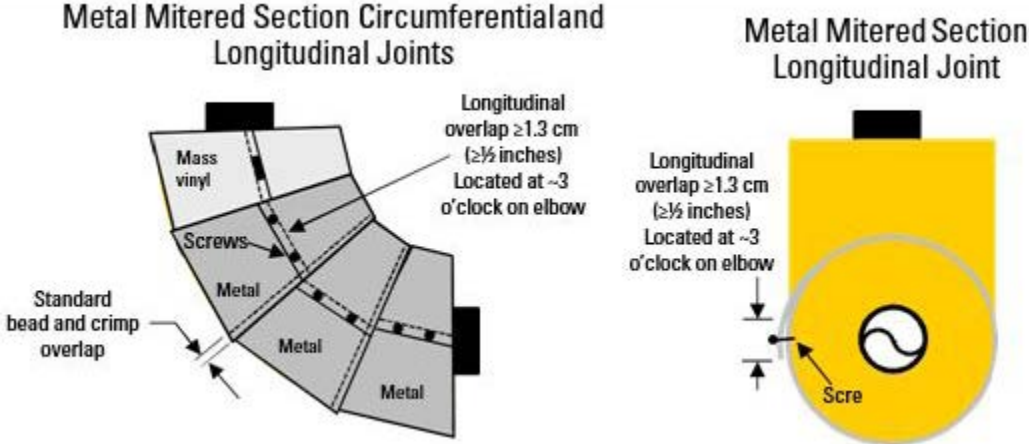 Metal Mitered Section Circumferentialand
Longitudinal Joints
Mass
vinyl
Longitudinal
overlap ≥1.3 cm
(≥½ inches)
Located at ~3
o'clock on elbow
Screws
Metal
Standard
bead and crimp
overlap
Metal
Metal
Metal Mitered Section
Longitudinal Joint
Longitudinal
overlap ≥1.3 cm
(≥½ inches)
Located at ~3
o'clock on elbow
Scre